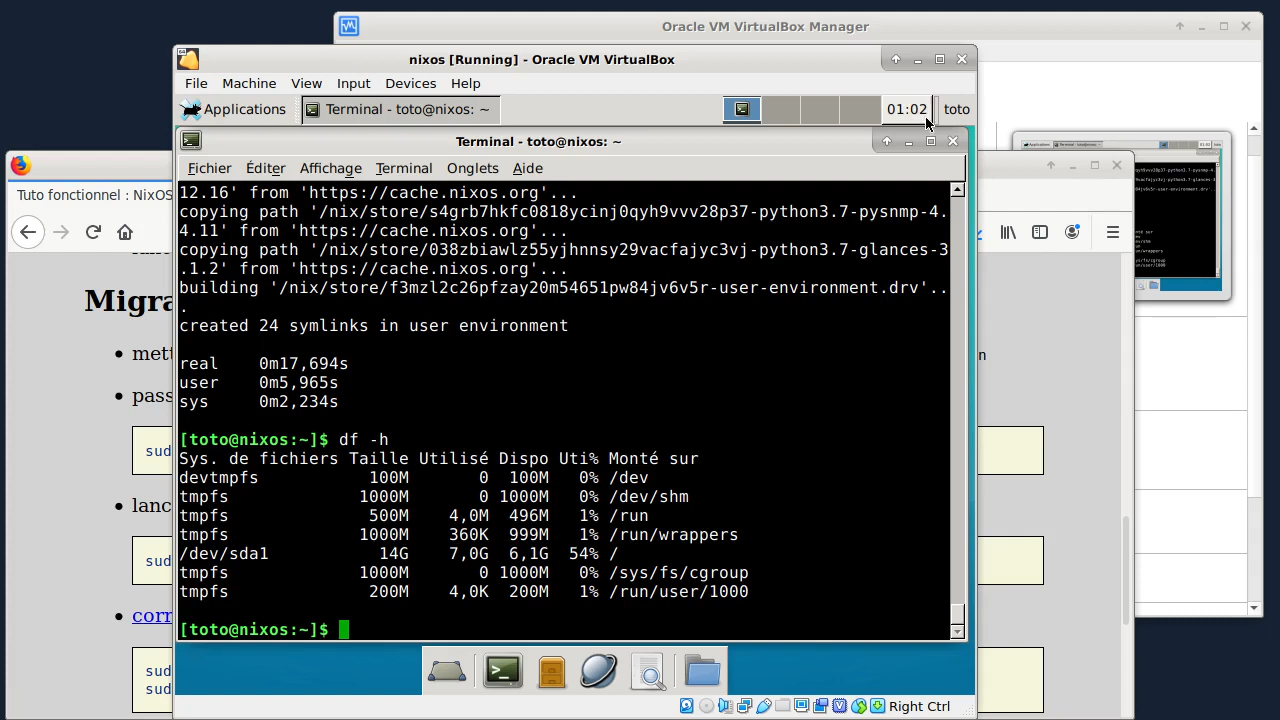 Oracle VM VirtualBox Manager
nixos [Running] - Oracle VM VirtualBox
File Machine View Input Devices Help
Applications Terminal - toto@nixos: ~ 01:02 toto
Terminal - toto@nixos: ~
Fichier Éditer Affichage Terminal Onglets Aide
12.16' from 'https://cache.nixos.org'...
copying path '/nix/store/s4grb7hkfc0818ycinj0qyh9vvv28p37-python3.7-pysnmp-4.
4.11' from 'https://cache.nixos.org'...
copying path '/nix/store/083zbiawlz55yjhnnsy29vacfajyc3vj-python3.7-glances-3
.1.2' from 'https://cache.nixos.org'...
building '/nix/store/f3mzl2c26pfzay20m54651pw84jv6v5r-user-environment.drv'..
.
created 24 symlinks in user environment
real 0m17,694s
user 0m5,965s
sys 0m2,234s
[toto@nixos:~]$ df -h
Sys. de fichiers Taille Utilisé Dispo Uti% Monté sur
devtmpfs 100M 0 100M 0% /dev
tmpfs 1000M 0 1000M 0% /dev/shm
tmpfs 500M 4,0M 496M 1% /run
tmpfs 1000M 360K 999M 1% /run/wrappers
/dev/sda1 14G 7,0G 6,1G 54% /
tmpfs 1000M 0 1000M 0% /sys/fs/cgroup
tmpfs 200M 4,0K 200M 1% /run/user/1000
[toto@nixos:~]$
Right Ctrl
Tuto fonctionnel : NixOS
Migra
mett
n
pass
sud
lanc
sud
corr
sud
sud